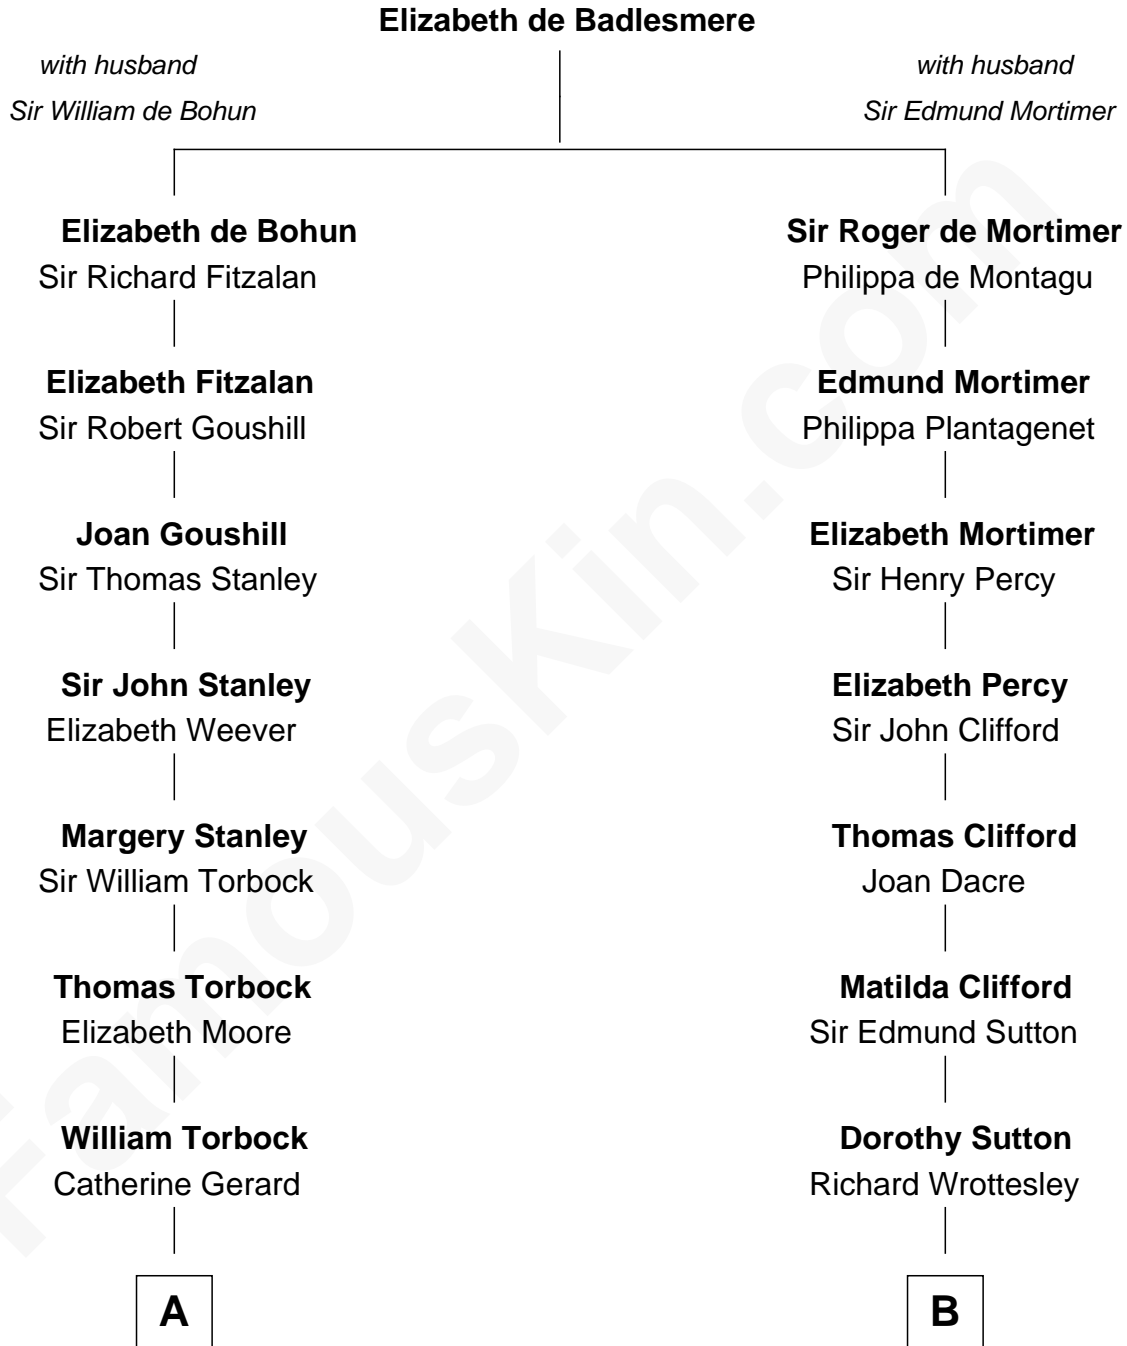 Elizabeth de Badlesmere
with husband
Sir William de Bohun
with husband
Sir Edmund Mortimer
Elizabeth de Bohun
Sir Richard Fitzalan
Elizabeth Fitzalan
Sir Robert Goushill
Joan Goushill
Sir Thomas Stanley
Sir John Stanley
Elizabeth Weever
Margery Stanley
Sir William Torbock
Thomas Torbock
Elizabeth Moore
William Torbock
Catherine Gerard
A
Sir Roger de Mortimer
Philippa de Montagu
Edmund Mortimer
Philippa Plantagenet
Elizabeth Mortimer
Sir Henry Percy
Elizabeth Percy
Sir John Clifford
Thomas Clifford
Joan Dacre
Matilda Clifford
Sir Edmund Sutton
Dorothy Sutton
Richard Wrottesley
B
FamousKin.com